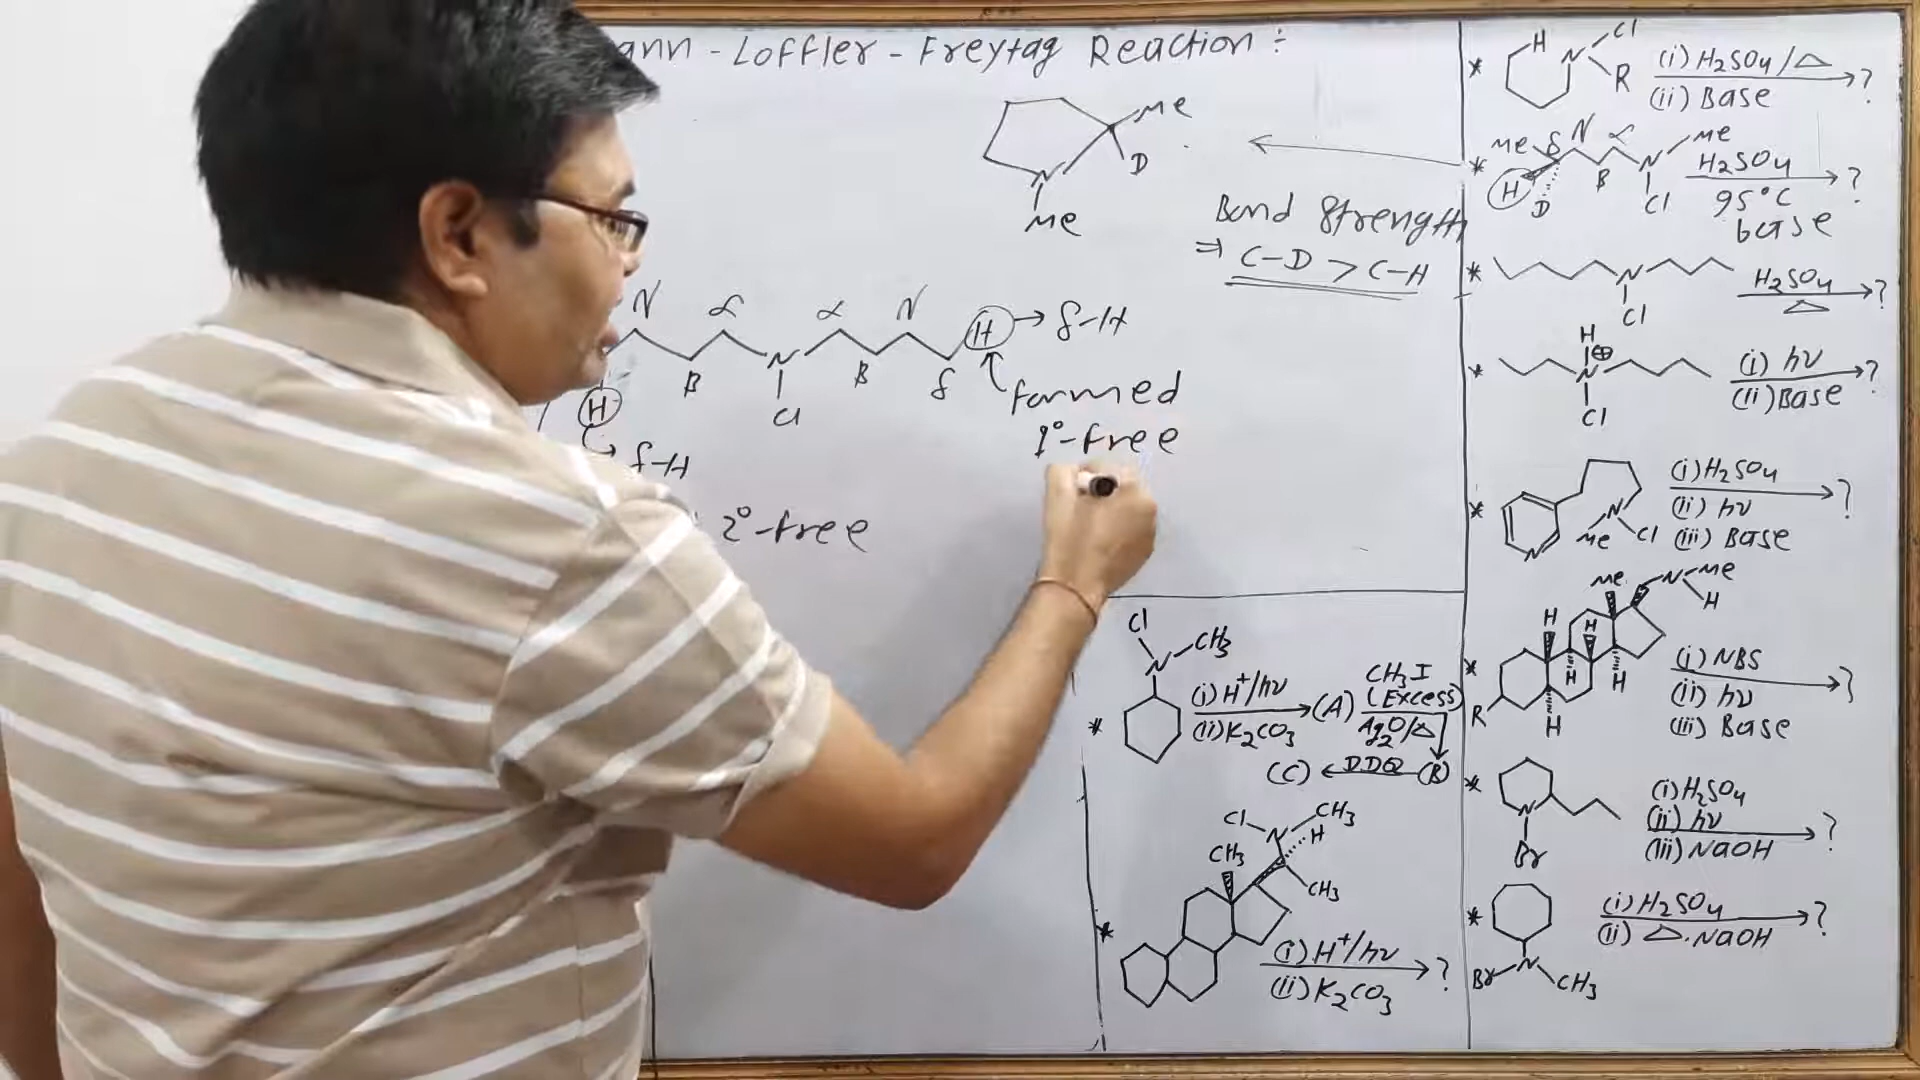 ann - Loffler - Freytag Reaction :
Me
D
N
Me
Bond Strength
⇒ C-D > C-H
N α α N H → δ-H
B N B δ
Cl
H
δ-H
formed
1°-free
2°-free
Cl
N CH3
* (i) H+/hν → (A) CH3I (Excess)
(ii) K2CO3 Ag2O/△
(C) ← DDQ (B)
Cl N CH3
H
CH3
CH3
* (i) H+/hν → ?
(ii) K2CO3
* H N Cl R (i) H2SO4/△ → ?
(ii) Base
* Me δ N α N Me H2SO4 → ?
H D B Cl 95°C
base
* N Cl H2SO4 → ?
△
* H N ⊕ Cl (i) hν → ?
(ii) Base
* N Me N Cl (i) H2SO4 → ?
(ii) hν
(iii) Base
* Me N Me H
H H H H H
R
(i) NBS → ?
(ii) hν
(iii) Base
* N Br (i) H2SO4
(ii) hν → ?
(iii) NaOH
* (i) H2SO4 → ?
(ii) △.NaOH
Br N CH3